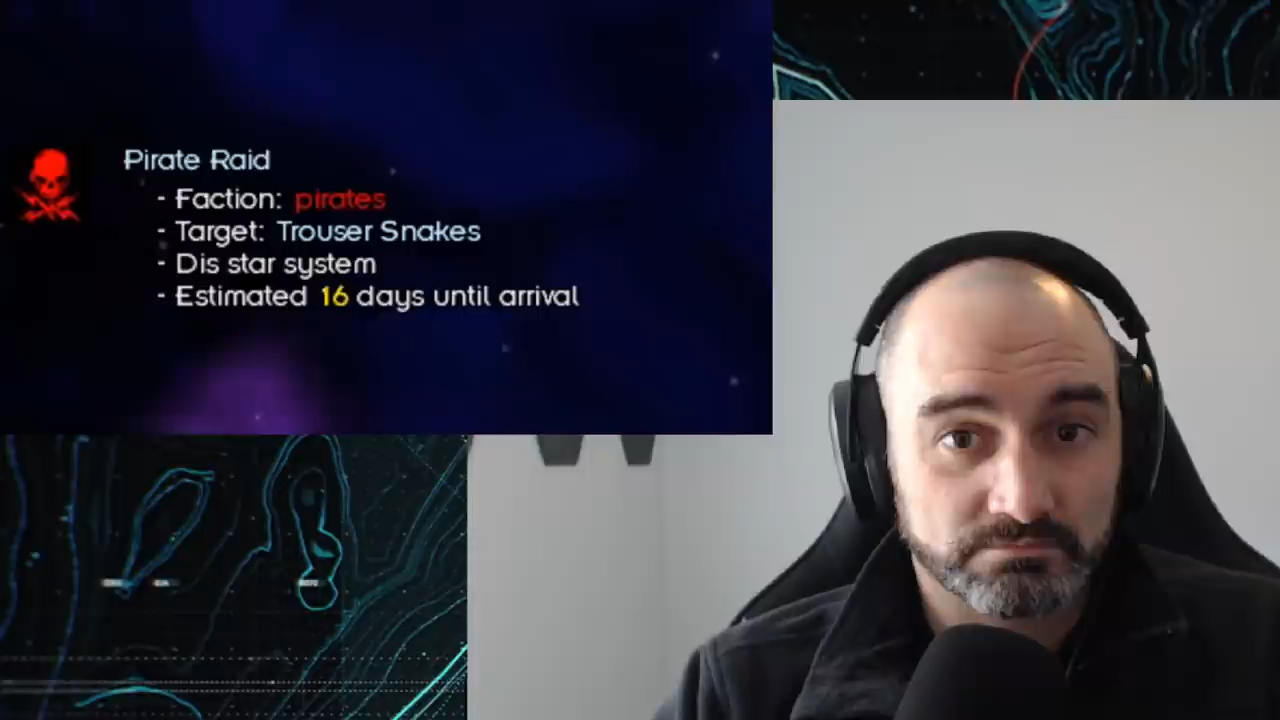 Pirate Raid
- Faction: pirates
- Target: Trouser Snakes
- Dis star system
- Estimated 16 days until arrival